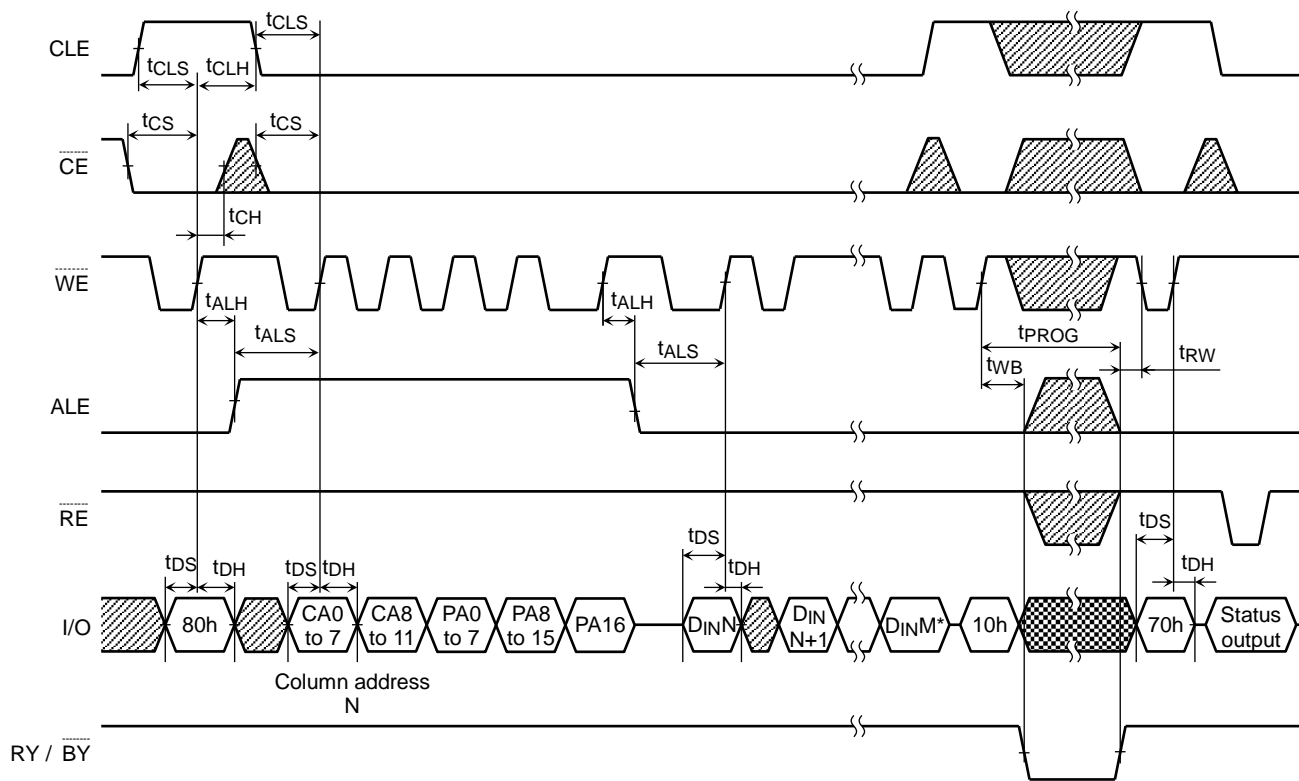 tCLS
CLE
tCLS tCLH
tCS tCS
CE
tCH
WE
tALH tALH
tALS tALS tPROG
tWB tRW
ALE
RE
tDS tDH tDS tDH tDS tDH tDS tDH
I/O
80h
CA0
to 7
CA8
to 11
PA0
to 7
PA8
to 15
PA16
DINN
DIN
N+1
DINM*
10h
70h
Status
output
Column address
N
RY / BY